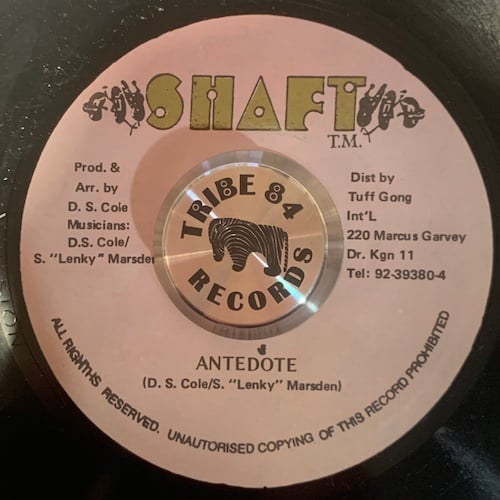 SHAFT
T.M.
Prod. &
Arr. by
D. S. Cole
Musicians:
D.S. Cole/
S. "Lenky" Marsden
Dist by
Tuff Gong
Int'L
220 Marcus Garvey
Dr. Kgn 11
Tel: 92-39380-4
TRIBE 84
RECORDS
ANTEDOTE
(D. S. Cole/S. "Lenky" Marsden)
ALL RIGHTHS RESERVED. UNAUTORISED COPYING OF THIS RECORD PROHIBITED